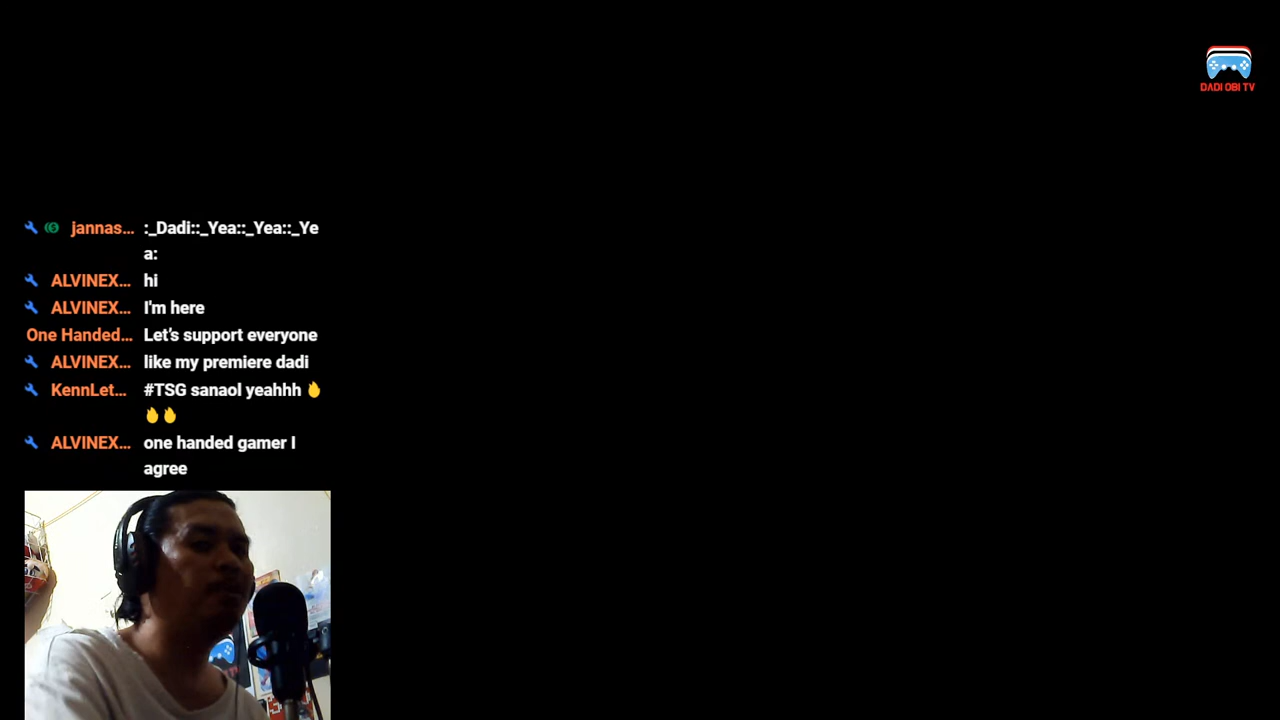 DADI OBI TV
jannas… :_Dadi::_Yea::_Yea::_Ye
a:
ALVINEX… hi
ALVINEX… I'm here
One Handed… Let's support everyone
ALVINEX… like my premiere dadi
KennLet… #TSG sanaol yeahhh 🔥
🔥🔥
ALVINEX… one handed gamer I
agree